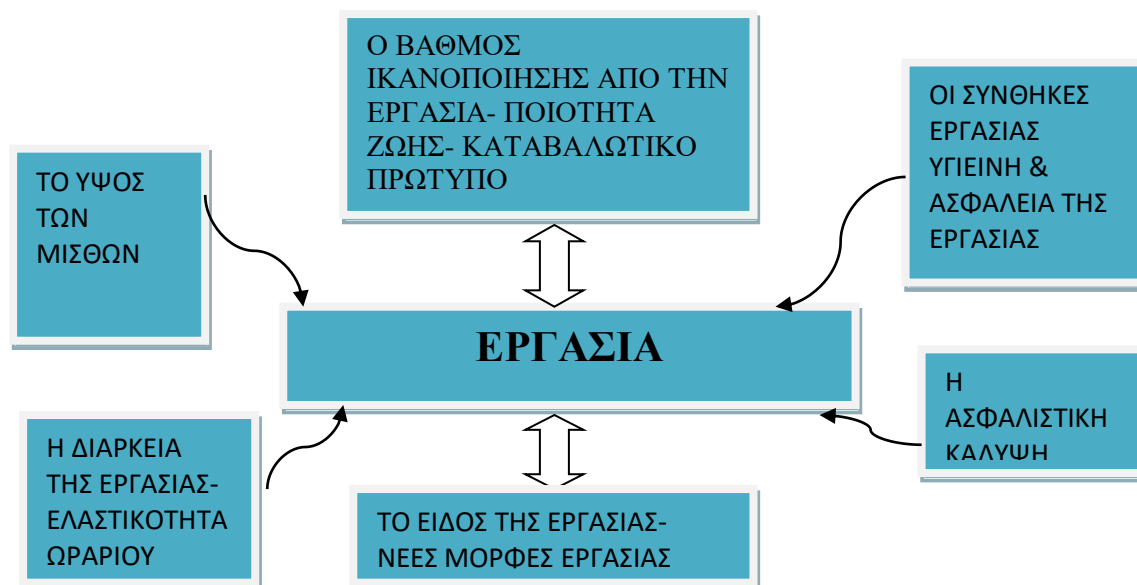 Ο ΒΑΘΜΟΣ
ΙΚΑΝΟΠΟΙΗΣΗΣ ΑΠΟ ΤΗΝ
ΕΡΓΑΣΙΑ- ΠΟΙΟΤΗΤΑ
ΖΩΗΣ- ΚΑΤΑΒΑΛΩΤΙΚΟ
ΠΡΩΤΥΠΟ
ΟΙ ΣΥΝΘΗΚΕΣ
ΕΡΓΑΣΙΑΣ
ΥΓΙΕΙΝΗ &
ΑΣΦΑΛΕΙΑ ΤΗΣ
ΕΡΓΑΣΙΑΣ
ΤΟ ΥΨΟΣ
ΤΩΝ
ΜΙΣΘΩΝ
ΕΡΓΑΣΙΑ
Η
ΑΣΦΑΛΙΣΤΙΚΗ
ΚΑΛΥΨΗ
Η ΔΙΑΡΚΕΙΑ
ΤΗΣ ΕΡΓΑΣΙΑΣ-
ΕΛΑΣΤΙΚΟΤΗΤΑ
ΩΡΑΡΙΟΥ
ΤΟ ΕΙΔΟΣ ΤΗΣ ΕΡΓΑΣΙΑΣ-
ΝΕΕΣ ΜΟΡΦΕΣ ΕΡΓΑΣΙΑΣ